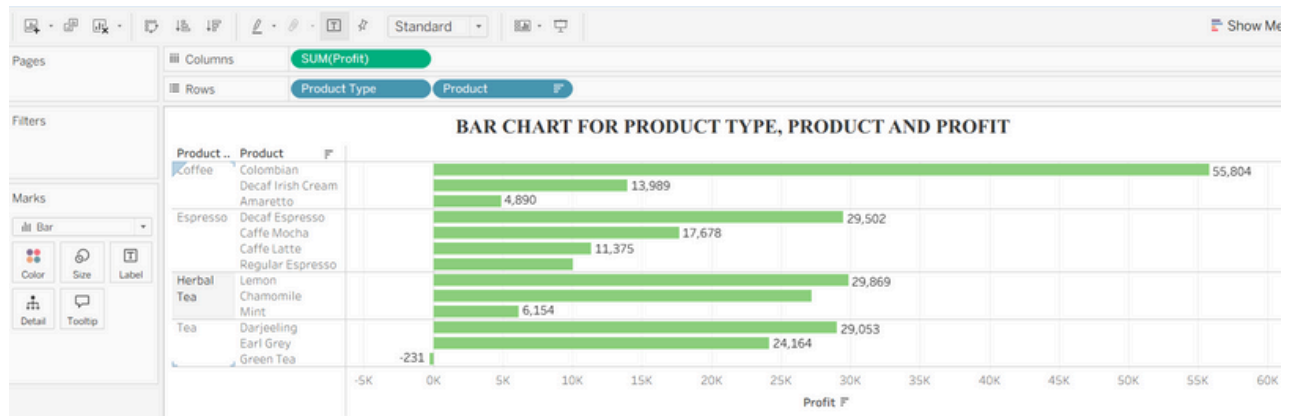 Standard
Show Me
Pages
Columns
SUM(Profit)
Rows
Product Type
Product
Filters
BAR CHART FOR PRODUCT TYPE, PRODUCT AND PROFIT
Product .. Product
Coffee
Colombian
55,804
Decaf Irish Cream
13,989
Amaretto
4,890
Marks
Bar
Color
Size
Label
Detail
Tooltip
Espresso
Decaf Espresso
29,502
Caffe Mocha
17,678
Caffe Latte
11,375
Regular Espresso
Herbal
Tea
Lemon
29,869
Chamomile
Mint
6,154
Tea
Darjeeling
29,053
Earl Grey
24,164
Green Tea
-231
-5K 0K 5K 10K 15K 20K 25K 30K 35K 40K 45K 50K 55K 60K
Profit